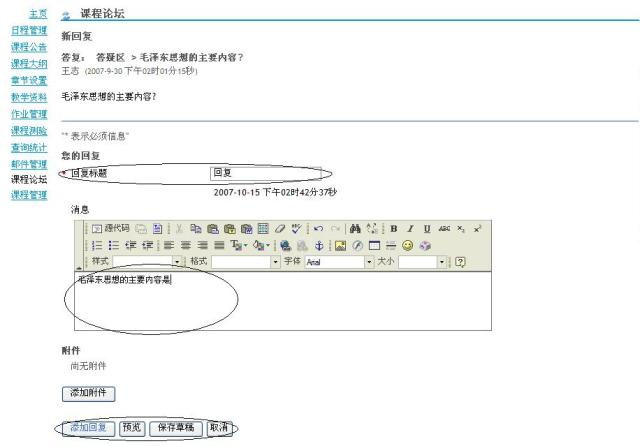 主页
日程管理
课程公告
课程大纲
章节设置
教学资料
作业管理
课程测验
查询统计
邮件管理
课程论坛
课程管理
课程论坛
新回复
答复： 答疑区 > 毛泽东思想的主要内容?
王志 (2007-9-30 下午02时01分15秒)
毛泽东思想的主要内容?
"* 表示必须信息"
您的回复
* 回复标题 回复
2007-10-15 下午02时42分37秒
消息
源代码
B I U ABC x₂ x²
样式 格式 字体 Arial 大小
毛泽东思想的主要内容是
附件
尚无附件
添加附件
添加回复 预览 保存草稿 取消